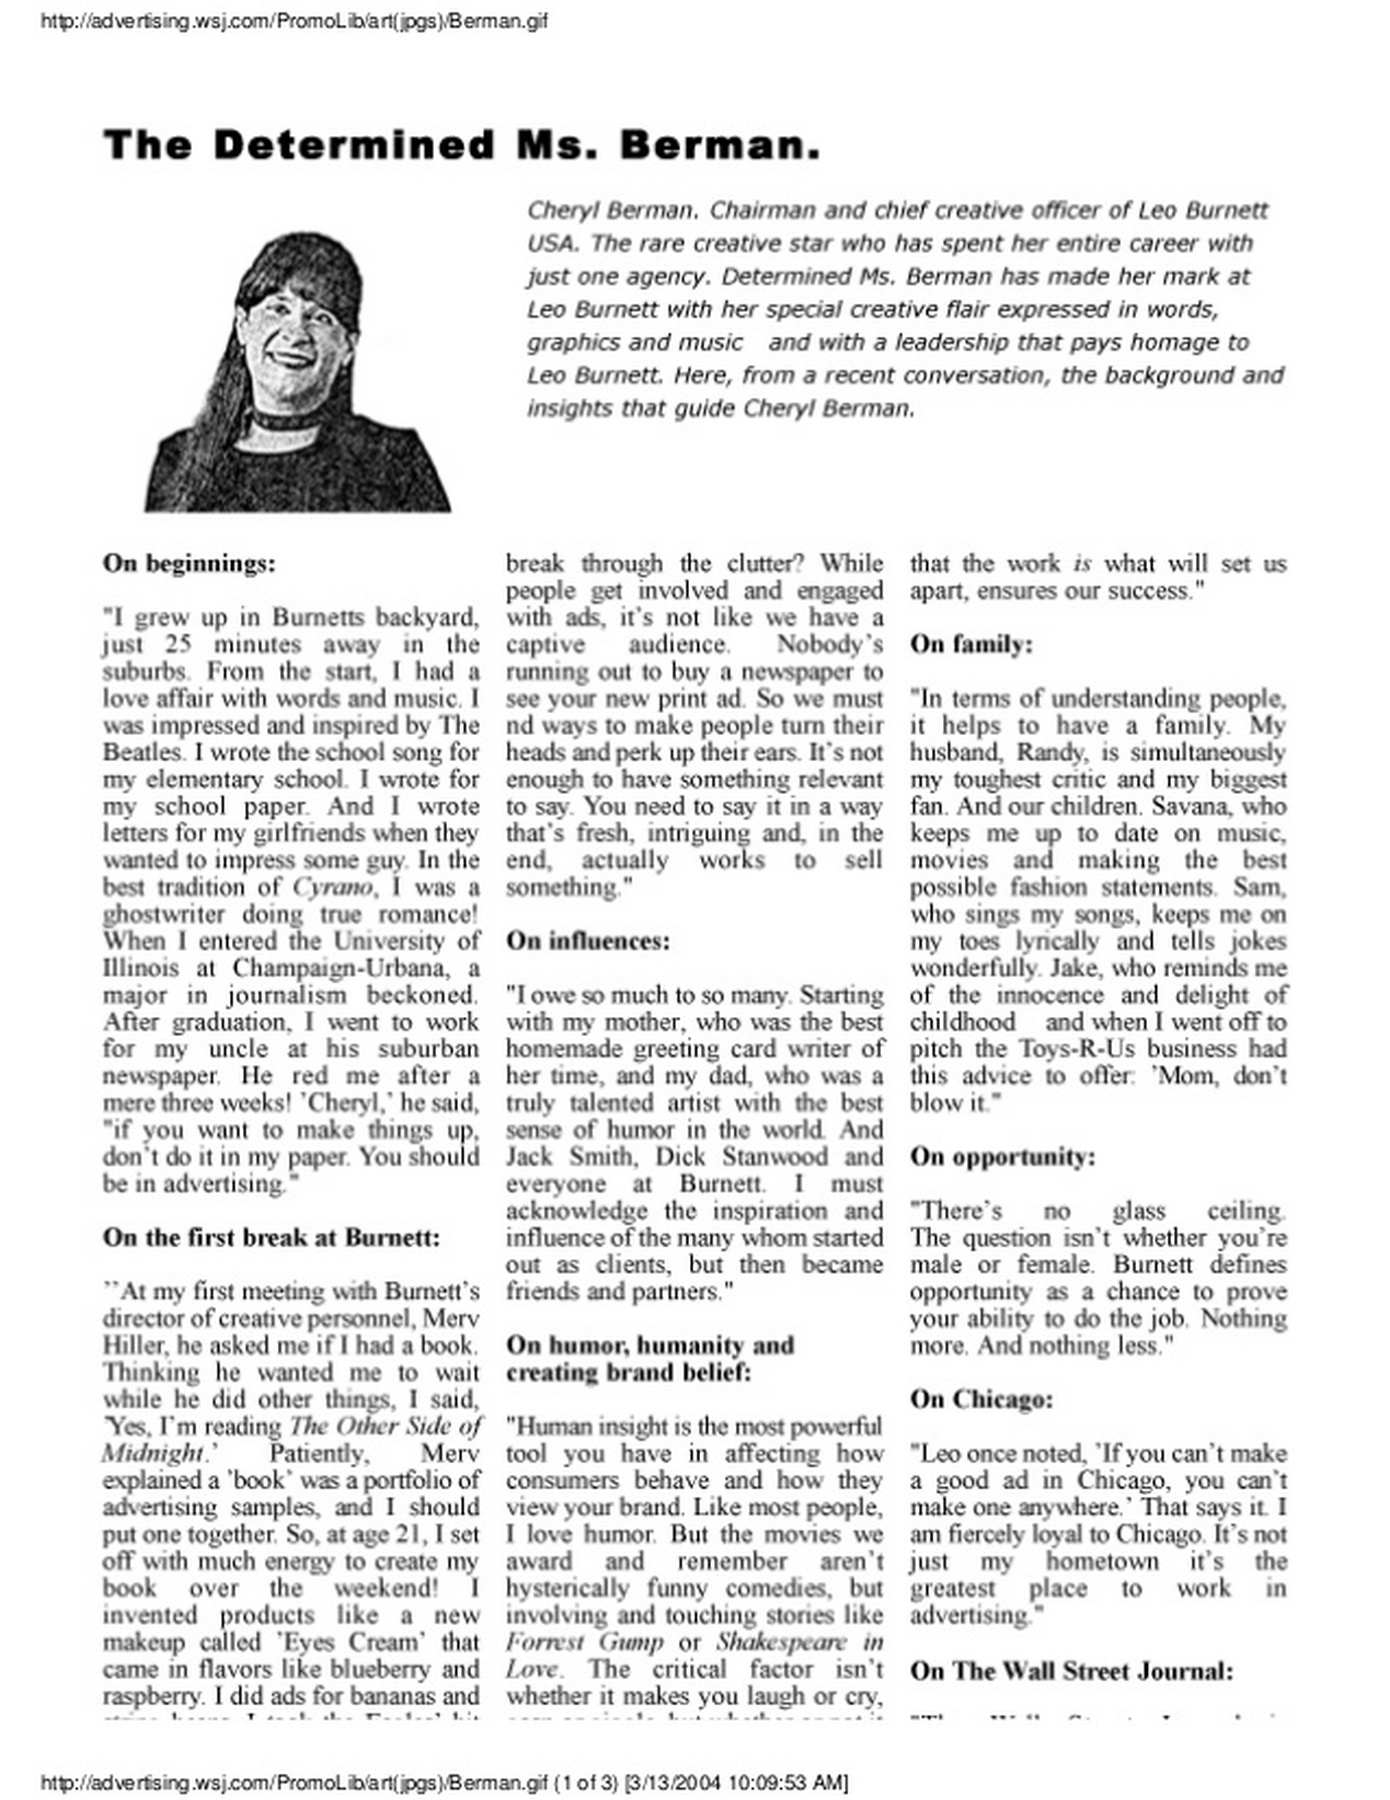 http://advertising.wsj.com/PromoLib/art(jpgs)/Berman.gif
The Determined Ms. Berman.
Cheryl Berman. Chairman and chief creative officer of Leo Burnett
USA. The rare creative star who has spent her entire career with
just one agency. Determined Ms. Berman has made her mark at
Leo Burnett with her special creative flair expressed in words,
graphics and music and with a leadership that pays homage to
Leo Burnett. Here, from a recent conversation, the background and
insights that guide Cheryl Berman.
On beginnings:
"I grew up in Burnetts backyard,
just 25 minutes away in the
suburbs. From the start, I had a
love affair with words and music. I
was impressed and inspired by The
Beatles. I wrote the school song for
my elementary school. I wrote for
my school paper. And I wrote
letters for my girlfriends when they
wanted to impress some guy. In the
best tradition of Cyrano, I was a
ghostwriter doing true romance!
When I entered the University of
Illinois at Champaign-Urbana, a
major in journalism beckoned.
After graduation, I went to work
for my uncle at his suburban
newspaper. He red me after a
mere three weeks! 'Cheryl,' he said,
"if you want to make things up,
don't do it in my paper. You should
be in advertising."
On the first break at Burnett:
''At my first meeting with Burnett's
director of creative personnel, Merv
Hiller, he asked me if I had a book.
Thinking he wanted me to wait
while he did other things, I said,
'Yes, I'm reading The Other Side of
Midnight.' Patiently, Merv
explained a 'book' was a portfolio of
advertising samples, and I should
put one together. So, at age 21, I set
off with much energy to create my
book over the weekend! I
invented products like a new
makeup called 'Eyes Cream' that
came in flavors like blueberry and
raspberry. I did ads for bananas and
break through the clutter? While
people get involved and engaged
with ads, it's not like we have a
captive audience. Nobody's
running out to buy a newspaper to
see your new print ad. So we must
nd ways to make people turn their
heads and perk up their ears. It's not
enough to have something relevant
to say. You need to say it in a way
that's fresh, intriguing and, in the
end, actually works to sell
something."
On influences:
"I owe so much to so many. Starting
with my mother, who was the best
homemade greeting card writer of
her time, and my dad, who was a
truly talented artist with the best
sense of humor in the world. And
Jack Smith, Dick Stanwood and
everyone at Burnett. I must
acknowledge the inspiration and
influence of the many whom started
out as clients, but then became
friends and partners."
On humor, humanity and
creating brand belief:
"Human insight is the most powerful
tool you have in affecting how
consumers behave and how they
view your brand. Like most people,
I love humor. But the movies we
award and remember aren't
hysterically funny comedies, but
involving and touching stories like
Forrest Gump or Shakespeare in
Love. The critical factor isn't
whether it makes you laugh or cry,
that the work is what will set us
apart, ensures our success."
On family:
"In terms of understanding people,
it helps to have a family. My
husband, Randy, is simultaneously
my toughest critic and my biggest
fan. And our children. Savana, who
keeps me up to date on music,
movies and making the best
possible fashion statements. Sam,
who sings my songs, keeps me on
my toes lyrically and tells jokes
wonderfully. Jake, who reminds me
of the innocence and delight of
childhood and when I went off to
pitch the Toys-R-Us business had
this advice to offer: 'Mom, don't
blow it."
On opportunity:
"There's no glass ceiling.
The question isn't whether you're
male or female. Burnett defines
opportunity as a chance to prove
your ability to do the job. Nothing
more. And nothing less."
On Chicago:
"Leo once noted, 'If you can't make
a good ad in Chicago, you can't
make one anywhere.' That says it. I
am fiercely loyal to Chicago. It's not
just my hometown it's the
greatest place to work in
advertising."
On The Wall Street Journal:
http://advertising.wsj.com/PromoLib/art(jpgs)/Berman.gif (1 of 3) [3/13/2004 10:09:53 AM]